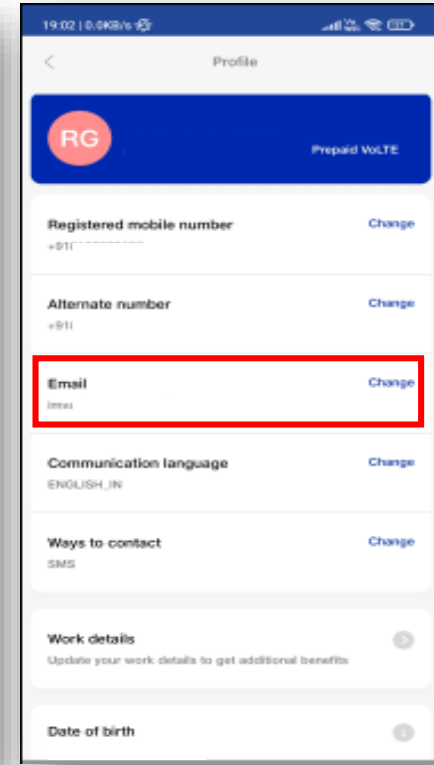 19:02 | 0.0KB/s
Profile
RG
Prepaid VoLTE
Registered mobile number
Change
+91
Alternate number
Change
+91
Email
Change
Communication language
Change
ENGLISH_IN
Ways to contact
Change
SMS
Work details
Update your work details to get additional benefits
Date of birth